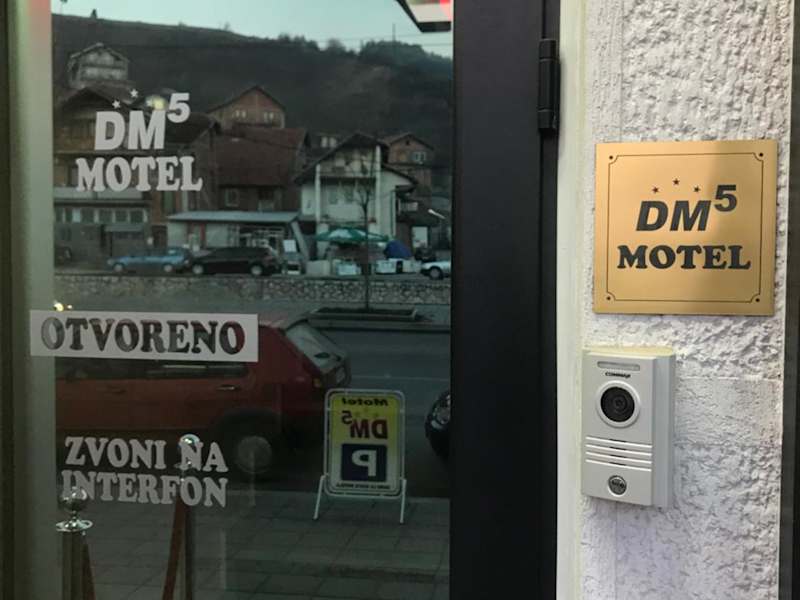 DM5
MOTEL
OTVORENO
ZVONI NA
INTERFON
Motel
DM5
P
DM5
MOTEL
COMMAX